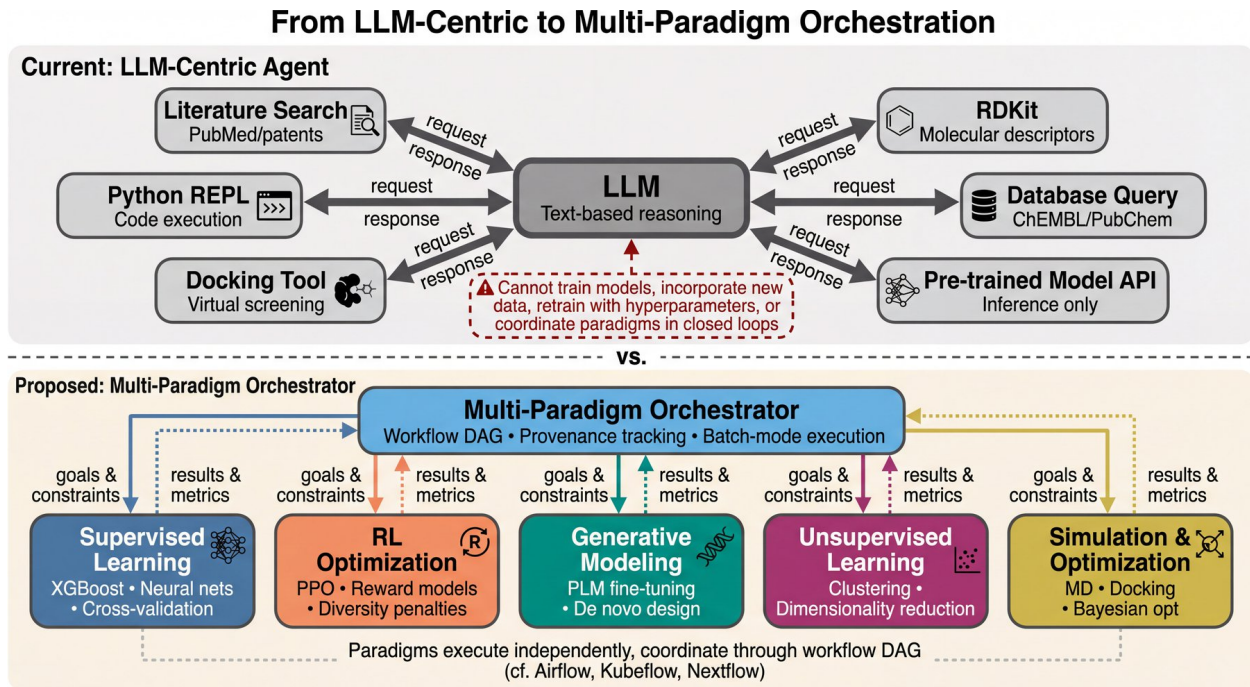 From LLM-Centric to Multi-Paradigm Orchestration
Current: LLM-Centric Agent
Literature Search
PubMed/patents
request
response
Python REPL
Code execution
>>>
request
response
Docking Tool
Virtual screening
request
response
LLM
Text-based reasoning
Cannot train models, incorporate new
data, retrain with hyperparameters, or
coordinate paradigms in closed loops
request
response
RDKit
Molecular descriptors
request
response
Database Query
ChEMBL/PubChem
request
response
Pre-trained Model API
Inference only
vs.
Proposed: Multi-Paradigm Orchestrator
Multi-Paradigm Orchestrator
Workflow DAG • Provenance tracking • Batch-mode execution
goals &
constraints
results &
metrics
goals &
constraints
results &
metrics
goals &
constraints
results &
metrics
goals &
constraints
results &
metrics
goals &
constraints
results &
metrics
Supervised
Learning
XGBoost • Neural nets
• Cross-validation
RL
Optimization
R
PPO • Reward models
• Diversity penalties
Generative
Modeling
PLM fine-tuning
• De novo design
Unsupervised
Learning
Clustering •
Dimensionality reduction
Simulation &
Optimization
MD • Docking
• Bayesian opt
Paradigms execute independently, coordinate through workflow DAG
(cf. Airflow, Kubeflow, Nextflow)